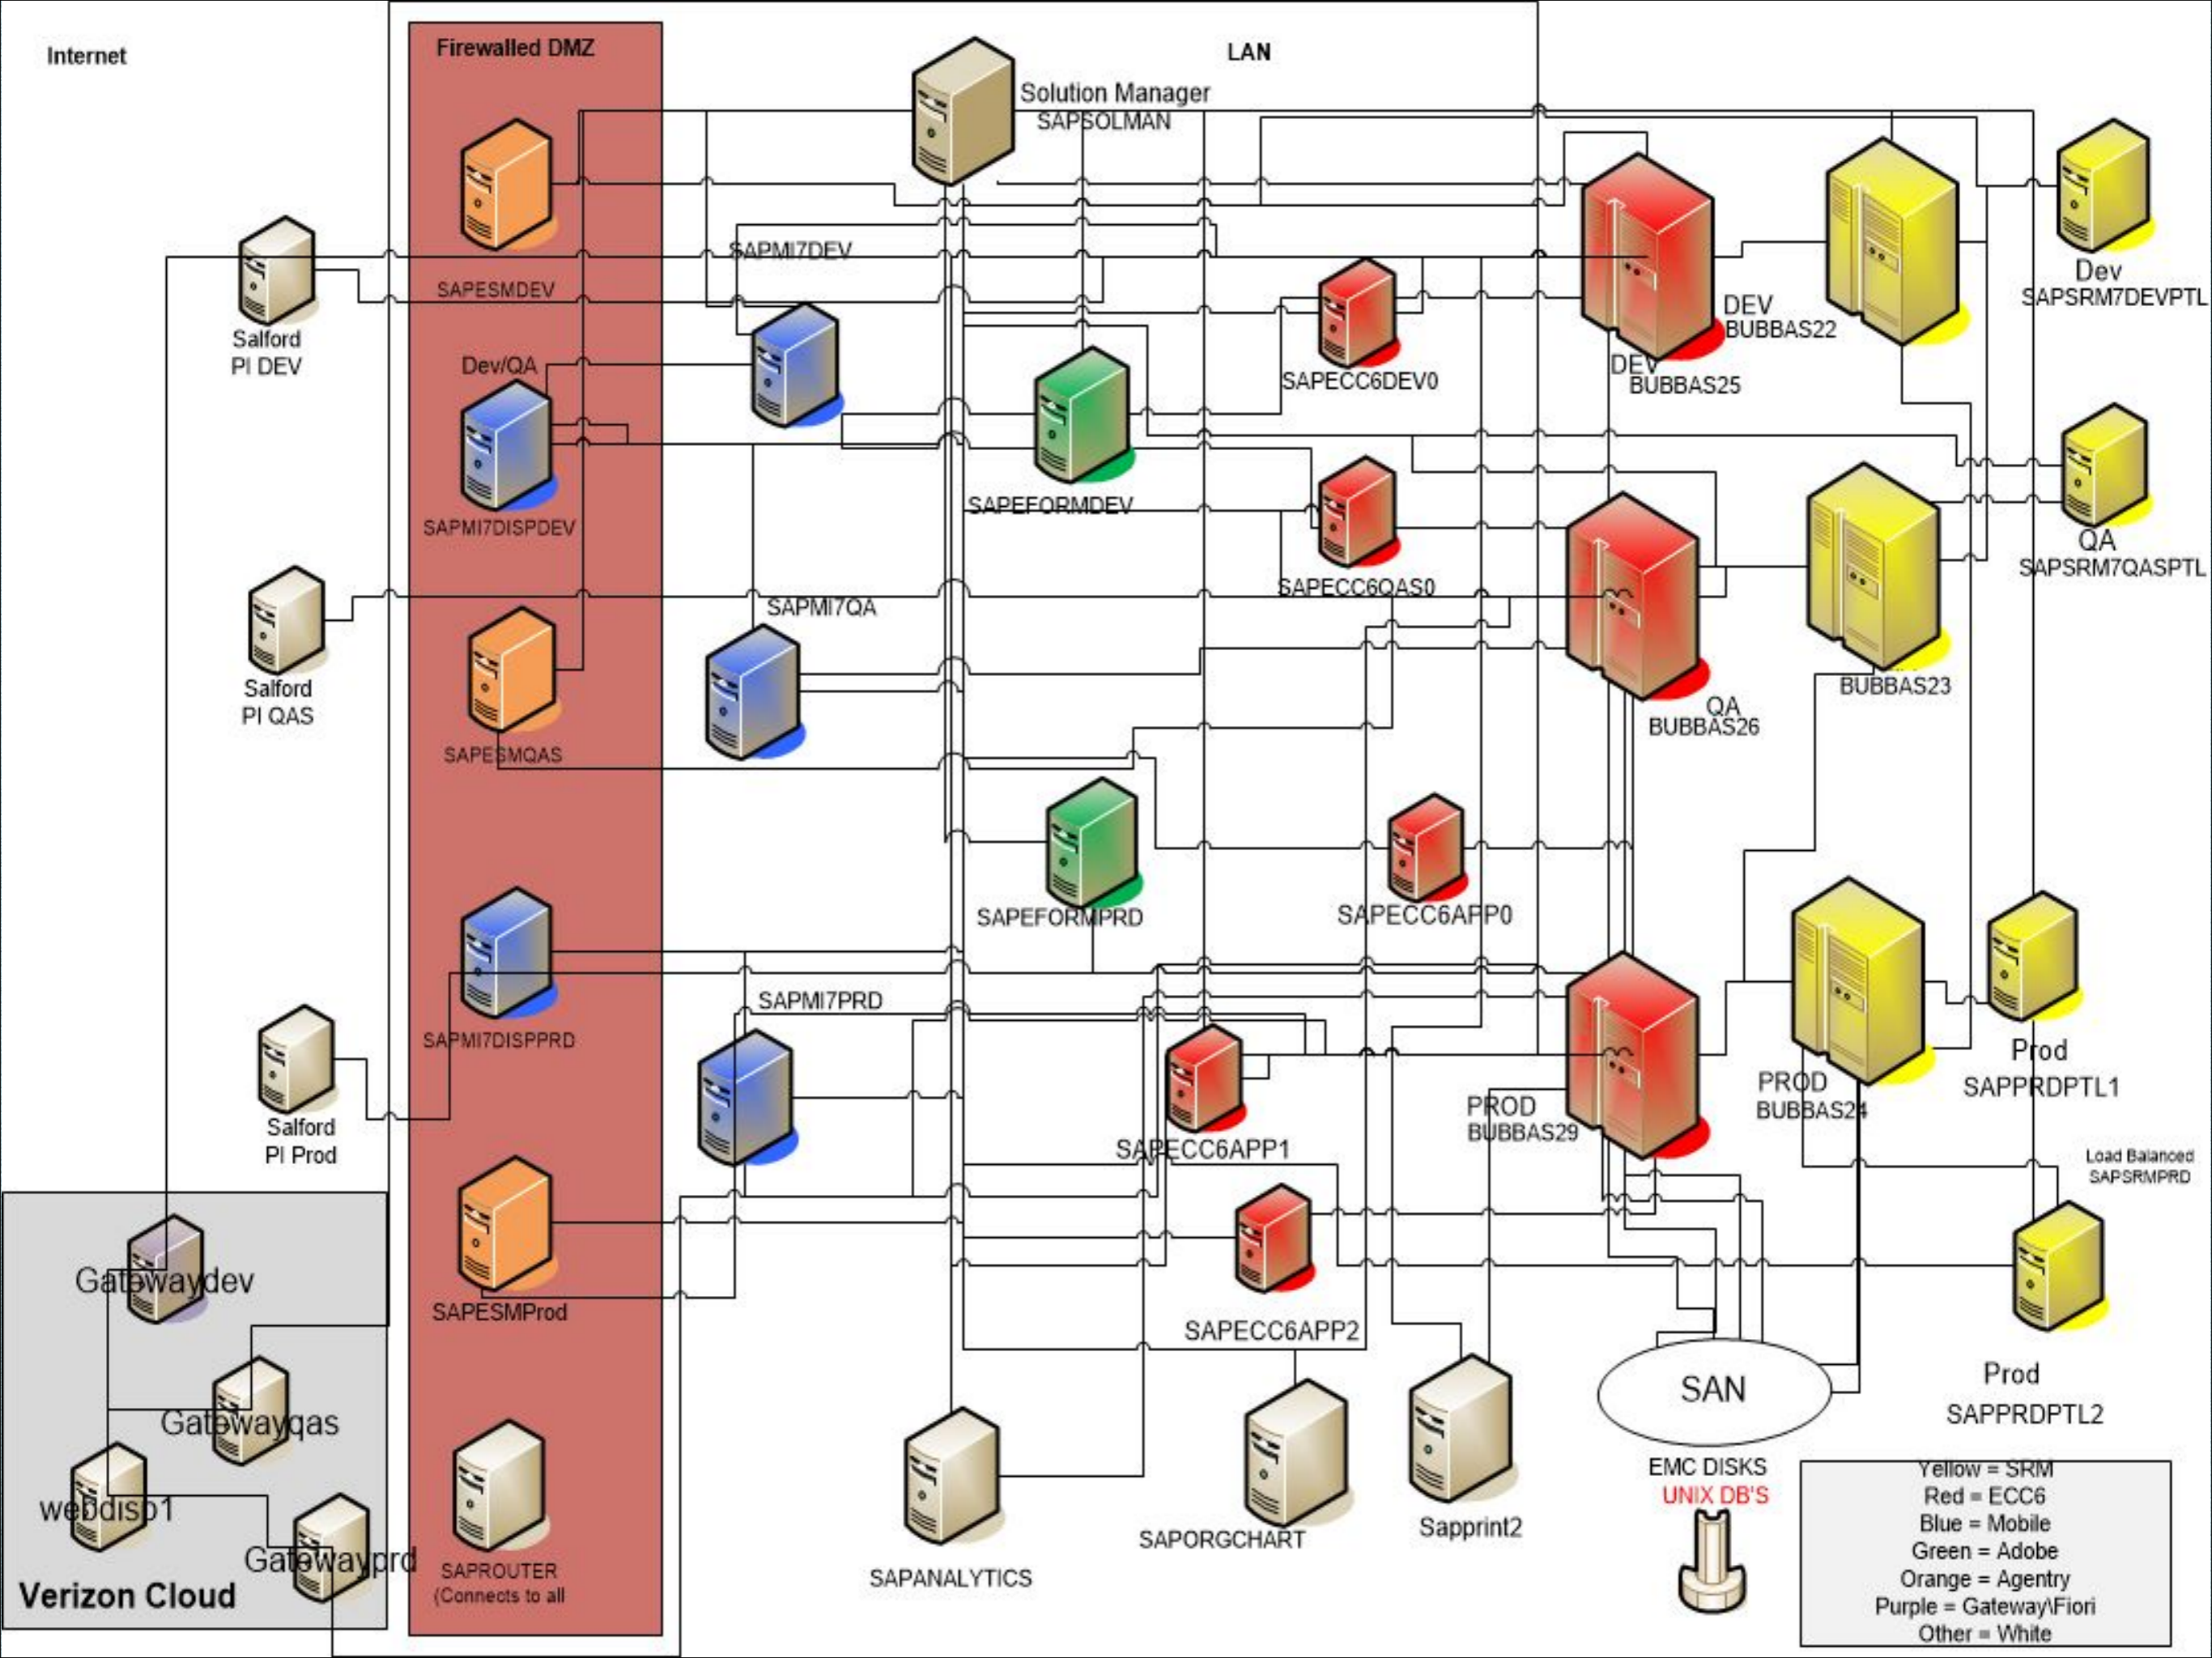 Internet
Firewalled DMZ
LAN
Solution Manager
SAPSOLMAN
SAPMI7DEV
SAPESMDEV
Dev
SAPSRM7DEVPTL
DEV
BUBBAS22
Salford
PI DEV
Dev/QA
DEV
BUBBAS25
SAPECC6DEV0
SAPEFORMDEV
SAPMI7DISPDEV
QA
SAPSRM7QASPTL
SAPECC6QAS0
SAPMI7QA
Salford
PI QAS
BUBBAS23
QA
BUBBAS26
SAPESMQAS
SAPEFORMPRD
SAPECC6APP0
SAPMI7PRD
SAPMI7DISPPRD
Prod
SAPPRDPTL1
PROD
BUBBAS24
PROD
BUBBAS29
Salford
PI Prod
SAPECC6APP1
Load Balanced
SAPSRMPRD
Gatewaydev
SAPESMProd
SAPECC6APP2
Prod
SAPPRDPTL2
SAN
Gatewayqas
EMC DISKS
UNIX DB'S
webdisp1
Gatewayprd
Verizon Cloud
SAPROUTER
(Connects to all
SAPANALYTICS
SAPORGCHART
Sapprint2
Yellow = SRM
Red = ECC6
Blue = Mobile
Green = Adobe
Orange = Agentry
Purple = Gateway\Fiori
Other = White